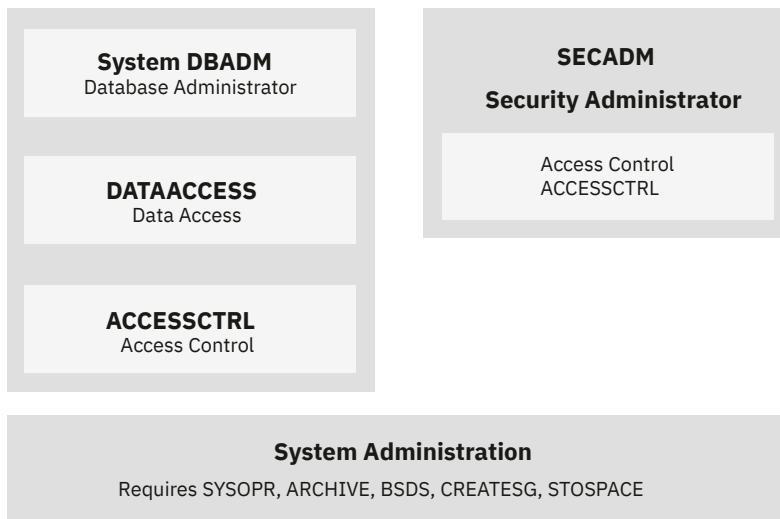 System DBADM
Database Administrator
DATAACCESS
Data Access
ACCESSCTRL
Access Control
SECADM
Security Administrator
Access Control
ACCESSCTRL
System Administration
Requires SYSOPR, ARCHIVE, BSDS, CREATESG, STOSPACE